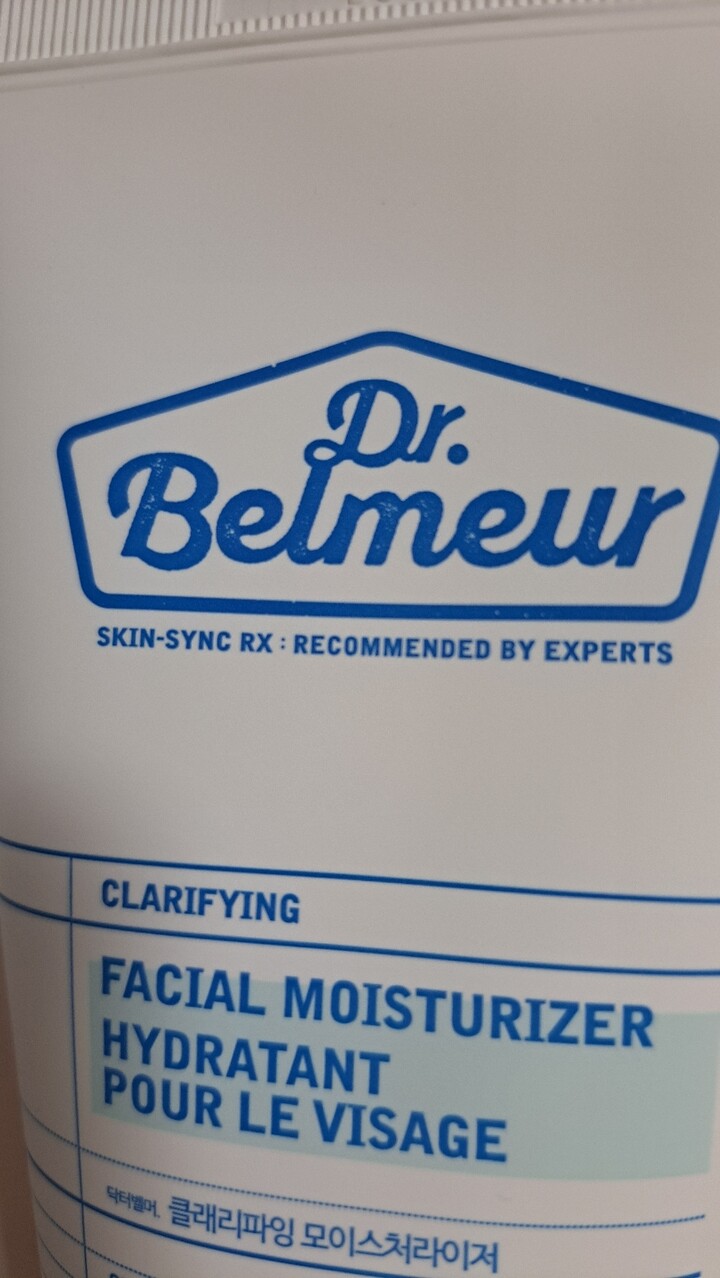 Dr.
Belmeur
SKIN-SYNC RX : RECOMMENDED BY EXPERTS
CLARIFYING
FACIAL MOISTURIZER
HYDRATANT
POUR LE VISAGE
닥터벨머. 클래리파잉 모이스처라이저